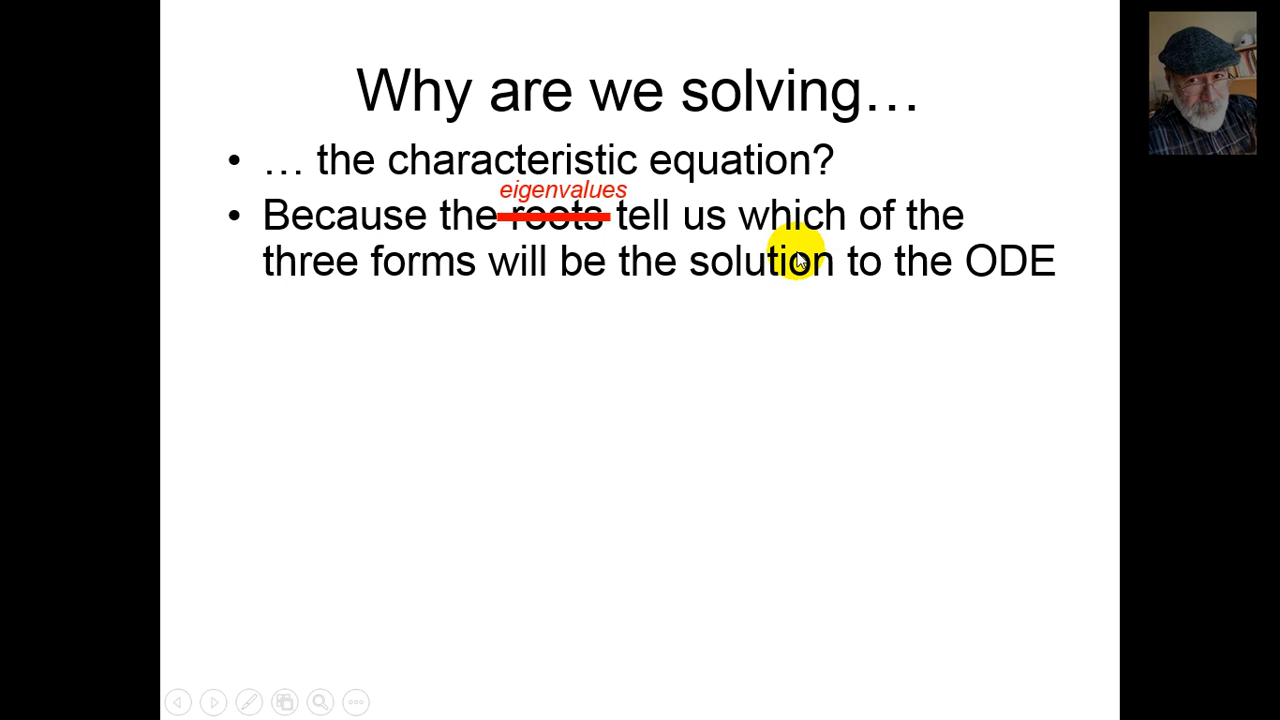 Why are we solving…
• … the characteristic equation?
eigenvalues
• Because the roots tell us which of the
three forms will be the solution to the ODE